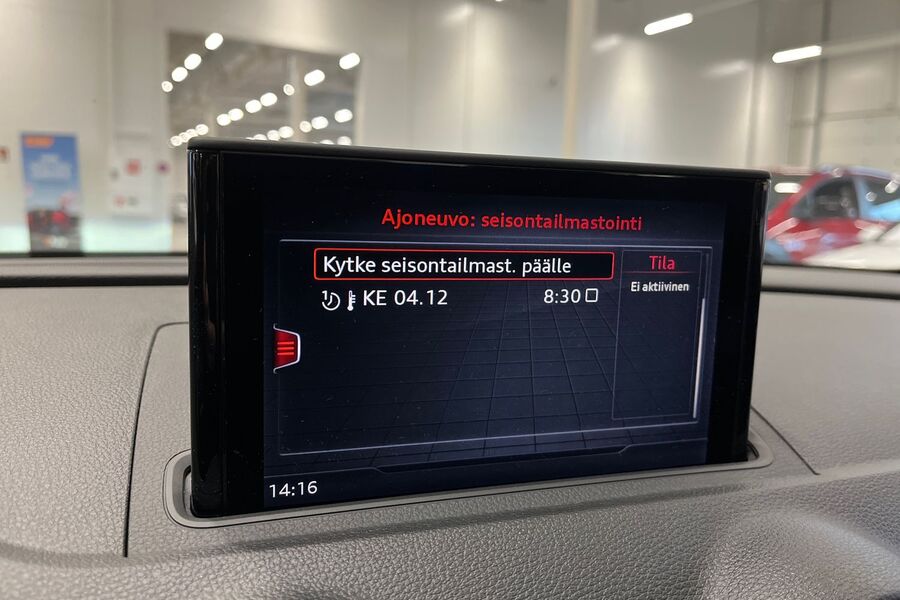 Ajoneuvo: seisontailmastointi
Kytke seisontailmast. päälle
KE 04.12 8:30
Tila
Ei aktiivinen
14:16